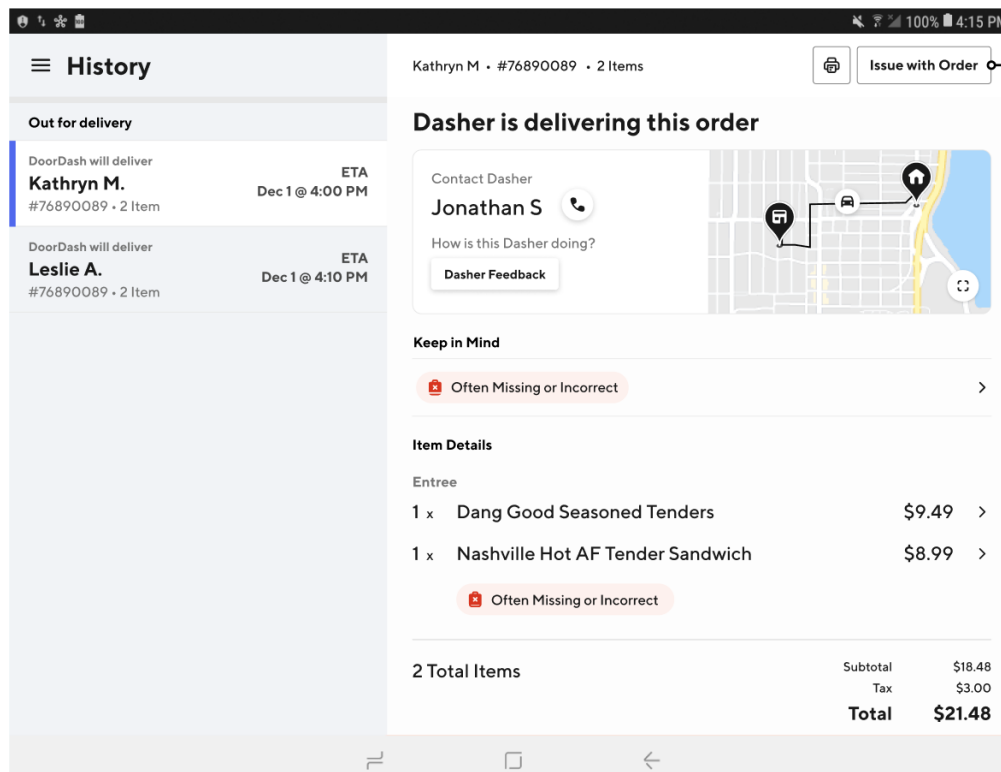 100% 4:15 PM
History
Out for delivery
DoorDash will deliver
Kathryn M.
#76890089 • 2 Item
ETA
Dec 1 @ 4:00 PM
DoorDash will deliver
Leslie A.
#76890089 • 2 Item
ETA
Dec 1 @ 4:10 PM
Kathryn M • #76890089 • 2 Items
Issue with Order
Dasher is delivering this order
Contact Dasher
Jonathan S
How is this Dasher doing?
Dasher Feedback
Keep in Mind
Often Missing or Incorrect
Item Details
Entree
1 x Dang Good Seasoned Tenders $9.49
1 x Nashville Hot AF Tender Sandwich $8.99
Often Missing or Incorrect
2 Total Items
Subtotal $18.48
Tax $3.00
Total $21.48